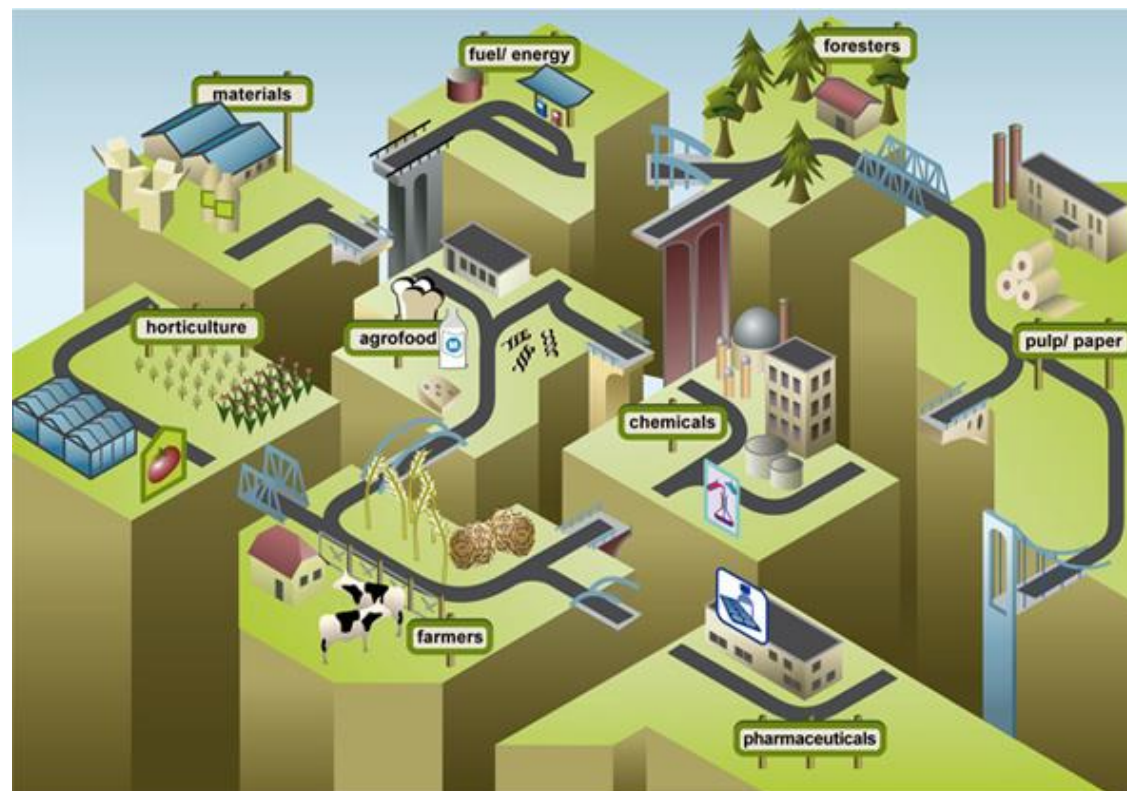 fuel/ energy
foresters
materials
horticulture
agrofood
pulp/ paper
chemicals
farmers
pharmaceuticals